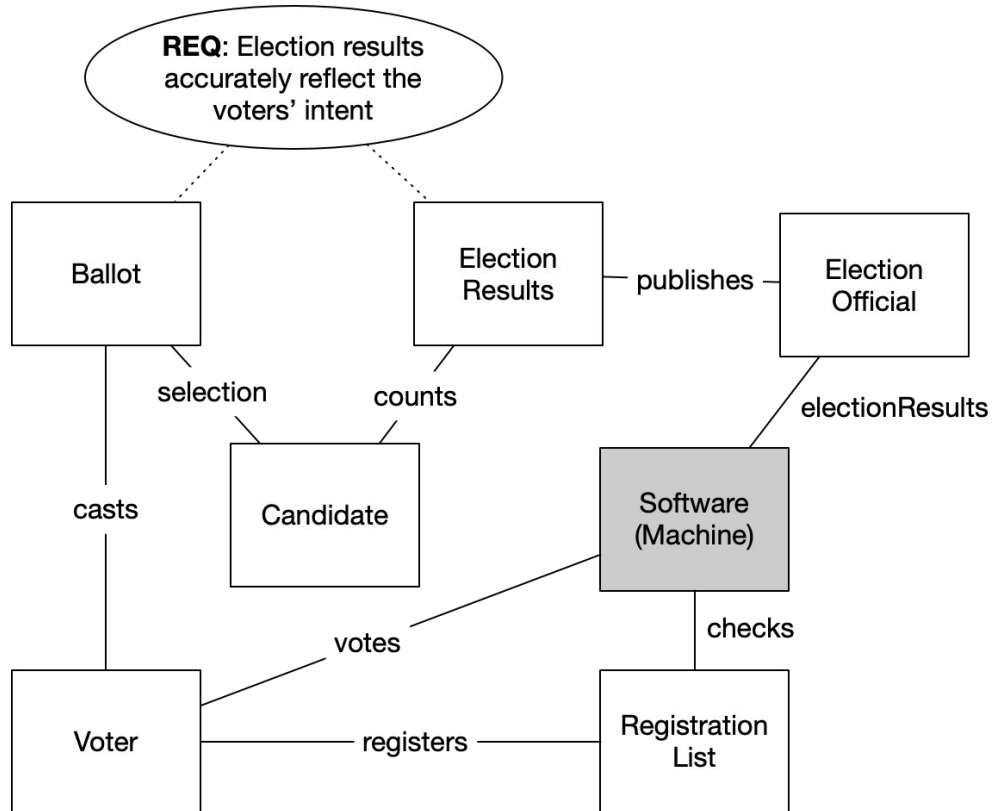 REQ: Election results
accurately reflect the
voters’ intent
Ballot
Election
Results
publishes
Election
Official
selection
counts
electionResults
casts
Candidate
Software
(Machine)
votes
checks
Voter
registers
Registration
List